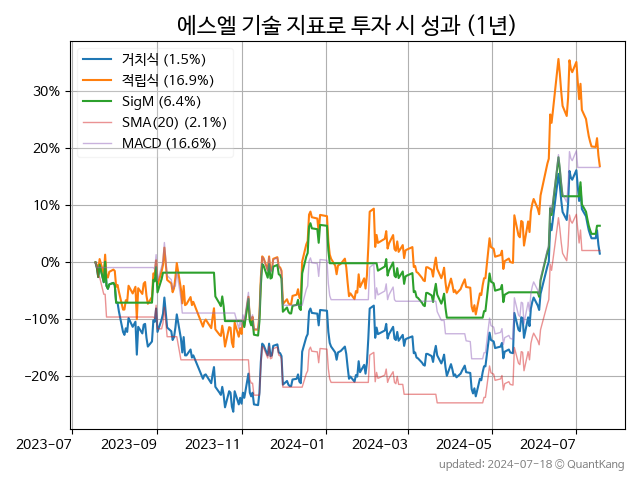 에스엘 기술 지표로 투자 시 성과 (1년)
거치식 (1.5%)
적립식 (16.9%)
SigM (6.4%)
SMA(20) (2.1%)
MACD (16.6%)
30%
20%
10%
0%
−10%
−20%
2023-07 2023-09 2023-11 2024-01 2024-03 2024-05 2024-07
updated: 2024-07-18 © QuantKang